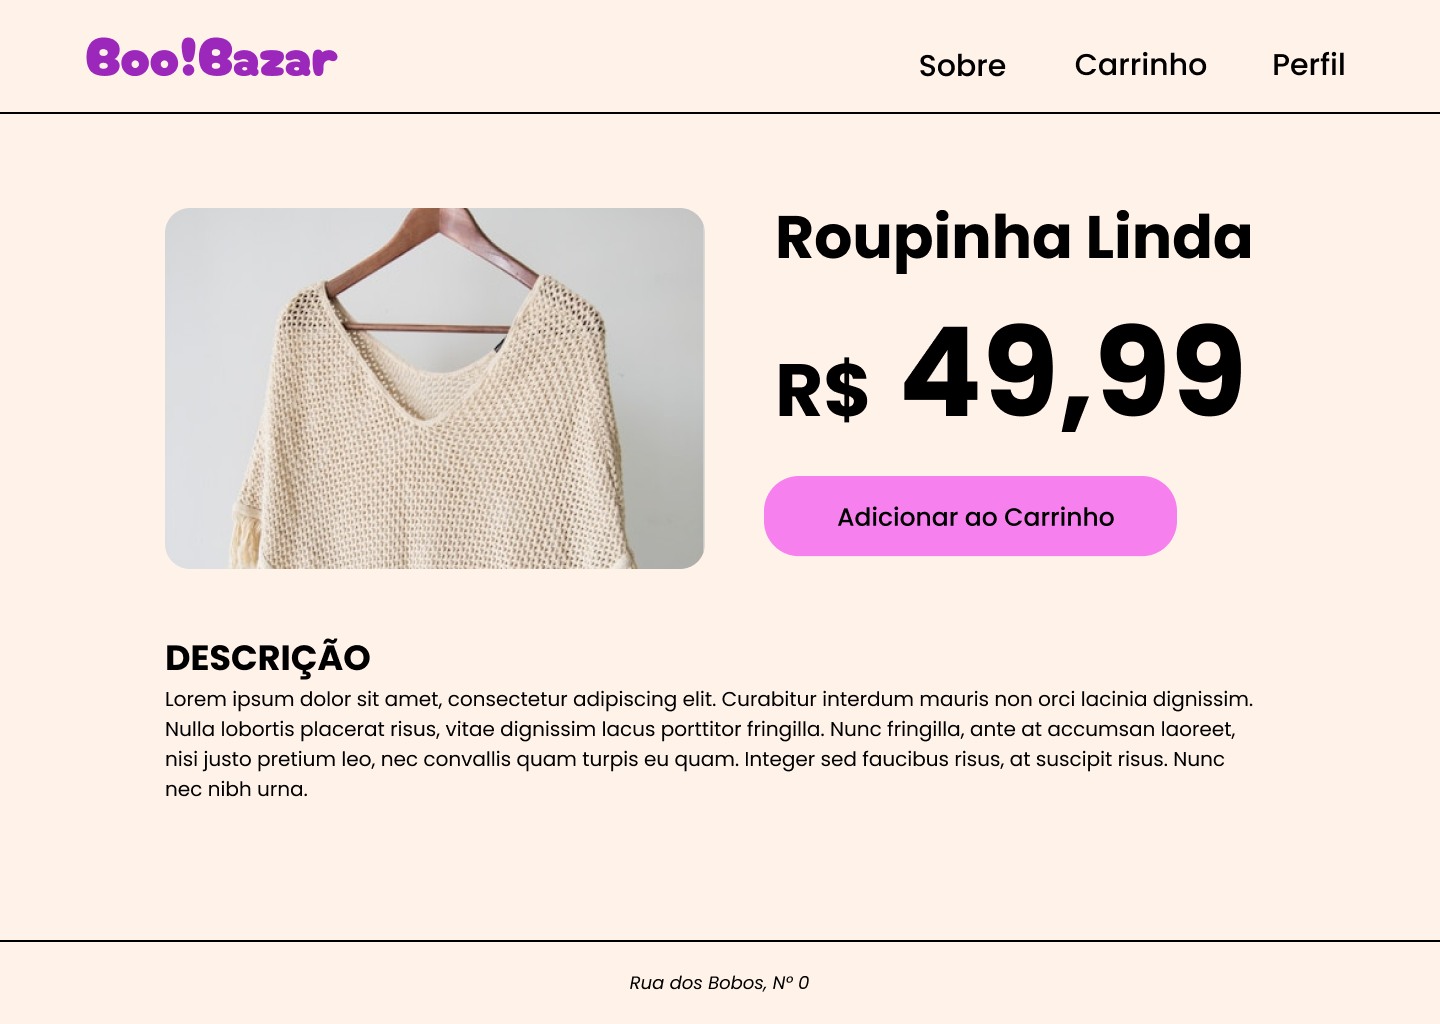 Boo!Bazar
Sobre Carrinho Perfil
Roupinha Linda
R$ 49,99
Adicionar ao Carrinho
DESCRIÇÃO
Lorem ipsum dolor sit amet, consectetur adipiscing elit. Curabitur interdum mauris non orci lacinia dignissim.
Nulla lobortis placerat risus, vitae dignissim lacus porttitor fringilla. Nunc fringilla, ante at accumsan laoreet,
nisi justo pretium leo, nec convallis quam turpis eu quam. Integer sed faucibus risus, at suscipit risus. Nunc
nec nibh urna.
Rua dos Bobos, Nº 0